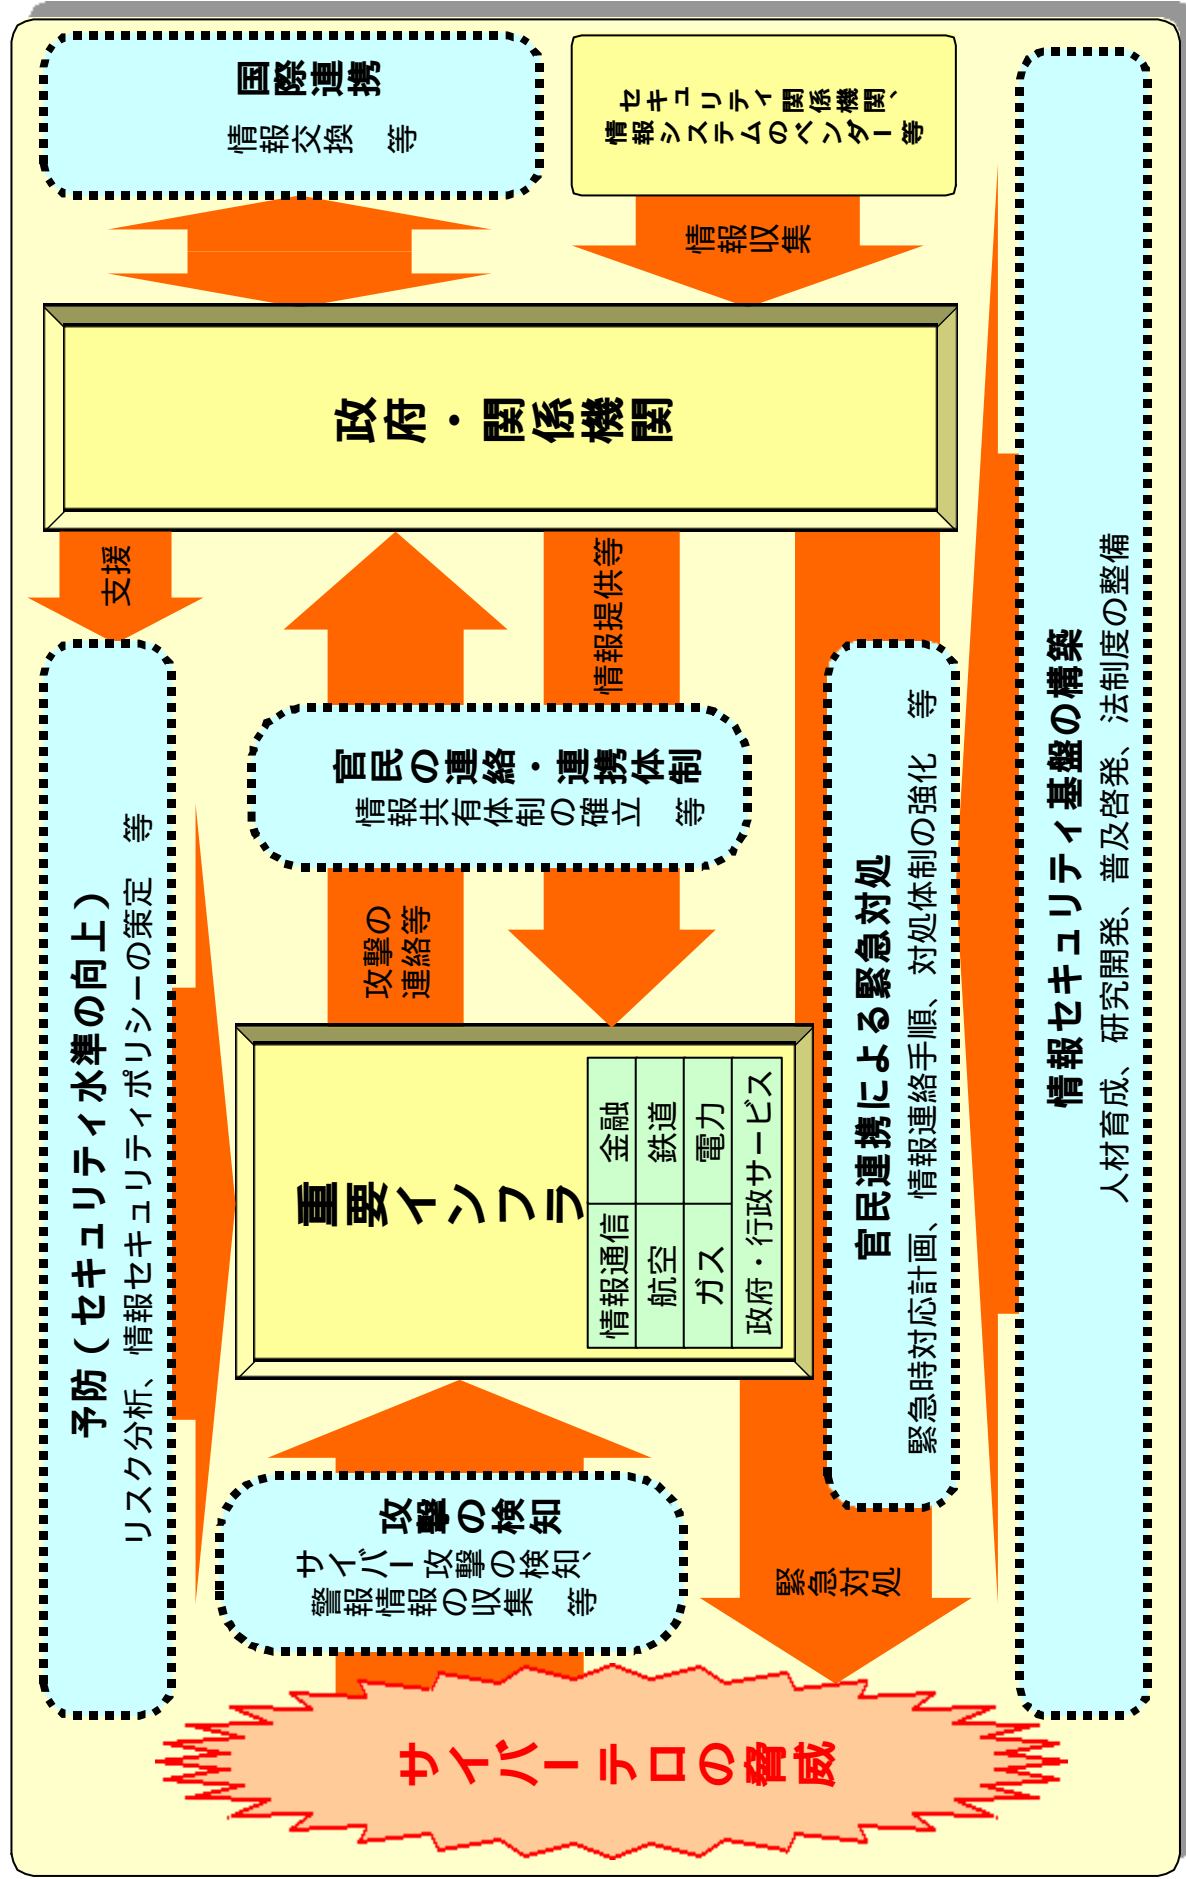 予防（セキュリティ水準の向上）
リスク分析、情報セキュリティポリシーの策定　等
支援
国際連携
情報交換　等
サイバーテロの脅威
攻撃の検知
サイバー攻撃の検知、
警報情報の収集　等
重要インフラ
情報通信
金融
航空
鉄道
ガス
電力
政府・行政サービス
攻撃の
連絡等
官民の連絡・連携体制
情報共有体制の確立　等
情報提供等
政府・関係機関
情報収集
セキュリティ関係機関、
情報システムのベンダー等
緊急対処
官民連携による緊急対処
緊急時対応計画、情報連絡手順、対処体制の強化　等
情報セキュリティ基盤の構築
人材育成、研究開発、普及啓発、法制度の整備